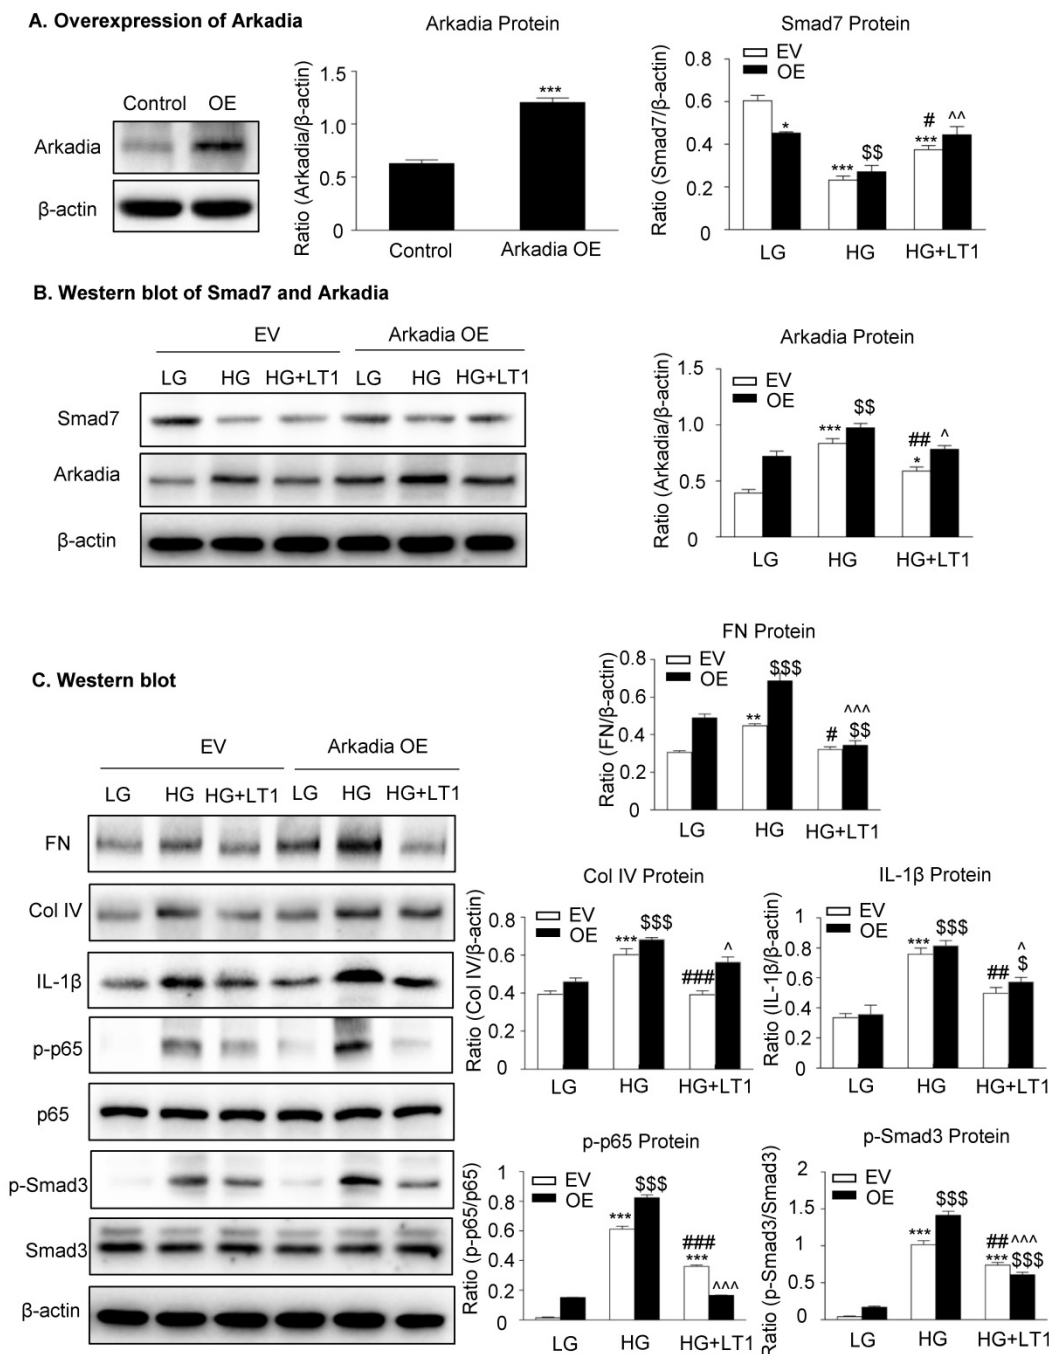 A. Overexpression of Arkadia
Control OE
Arkadia
β-actin
Arkadia Protein
Ratio (Arkadia/β-actin)
1.5
1.0
0.5
0
***
Control Arkadia OE
Smad7 Protein
EV
OE
Ratio (Smad7/β-actin)
0.8
0.6
0.4
0.2
0
*
***
$$
#
***
^^
LG HG HG+LT1
B. Western blot of Smad7 and Arkadia
EV Arkadia OE
LG HG HG+LT1 LG HG HG+LT1
Smad7
Arkadia
β-actin
Arkadia Protein
EV
OE
Ratio (Arkadia/β-actin)
1.5
1.0
0.5
0
***
$$
##
*
^
LG HG HG+LT1
C. Western blot
EV Arkadia OE
LG HG HG+LT1 LG HG HG+LT1
FN
Col IV
IL-1β
p-p65
p65
p-Smad3
Smad3
β-actin
FN Protein
EV
OE
Ratio (FN/β-actin)
0.8
0.6
0.4
0.2
0
**
$$$
#
^^^
$$
LG HG HG+LT1
Col IV Protein
EV
OE
Ratio (Col IV/β-actin)
0.8
0.6
0.4
0.2
0
***
$$$
###
^
LG HG HG+LT1
IL-1β Protein
EV
OE
Ratio (IL-1β/β-actin)
1
0.8
0.6
0.4
0.2
0
***
$$$
##
^
$
LG HG HG+LT1
p-p65 Protein
EV
OE
Ratio (p-p65/p65)
1
0.8
0.6
0.4
0.2
0
***
$$$
###
***
^^^
LG HG HG+LT1
p-Smad3 Protein
EV
OE
Ratio (p-Smad3/Smad3)
2
1.5
1
0.5
0
***
$$$
##
***
^^^
$$$
LG HG HG+LT1